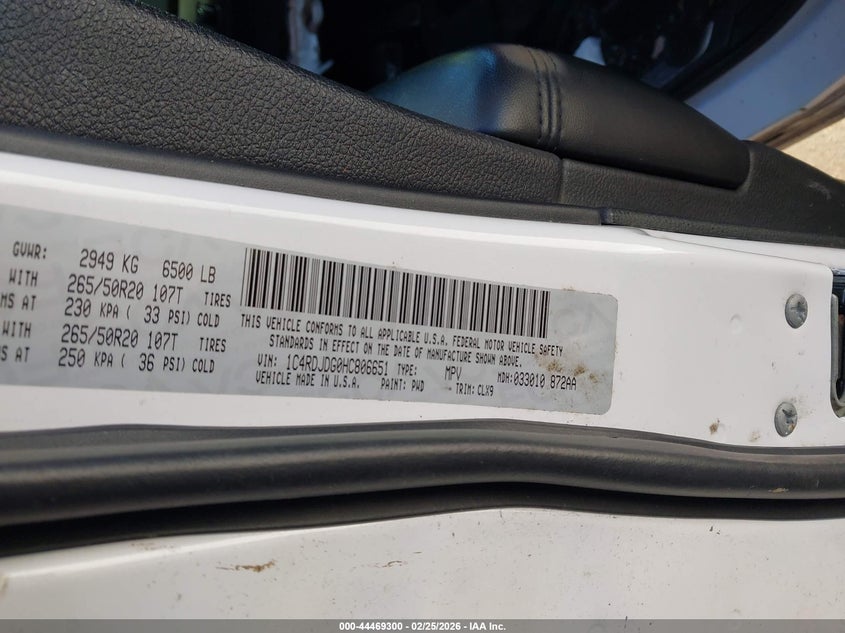 GVWR: 2949 KG 6500 LB
WITH 265/50R20 107T TIRES
MS AT 230 KPA ( 33 PSI) COLD
WITH 265/50R20 107T TIRES
MS AT 250 KPA ( 36 PSI) COLD
THIS VEHICLE CONFORMS TO ALL APPLICABLE U.S.A. FEDERAL MOTOR VEHICLE SAFETY
STANDARDS IN EFFECT ON THE DATE OF MANUFACTURE SHOWN ABOVE.
VIN: 1C4RDJDG0HC806651 TYPE: MPV MDH:033010 872AA
VEHICLE MADE IN U.S.A. PAINT: PWD TRIM: CLX9
000-44469300 - 02/25/2026 - IAA Inc.